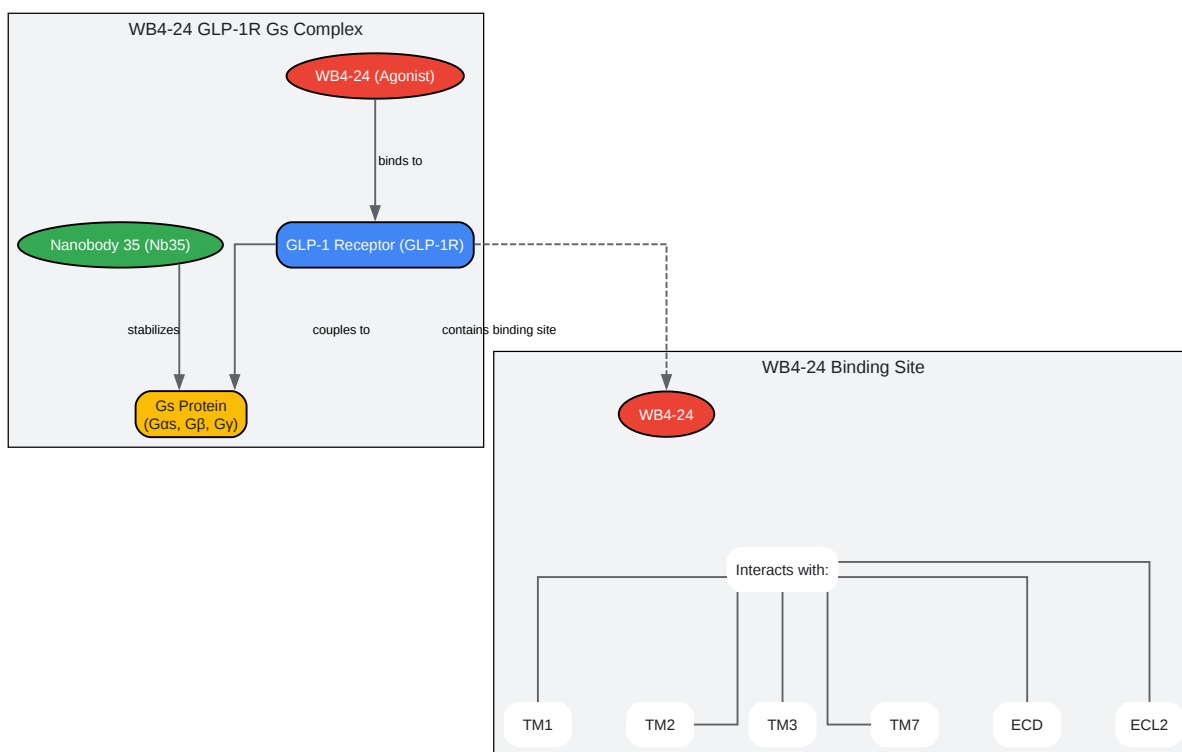 WB4-24 GLP-1R Gs Complex
WB4-24 (Agonist)
binds to
Nanobody 35 (Nb35)
GLP-1 Receptor (GLP-1R)
stabilizes
couples to
contains binding site
Gs Protein
(Gαs, Gβ, Gγ)
WB4-24 Binding Site
WB4-24
Interacts with:
TM1
TM2
TM3
TM7
ECD
ECL2